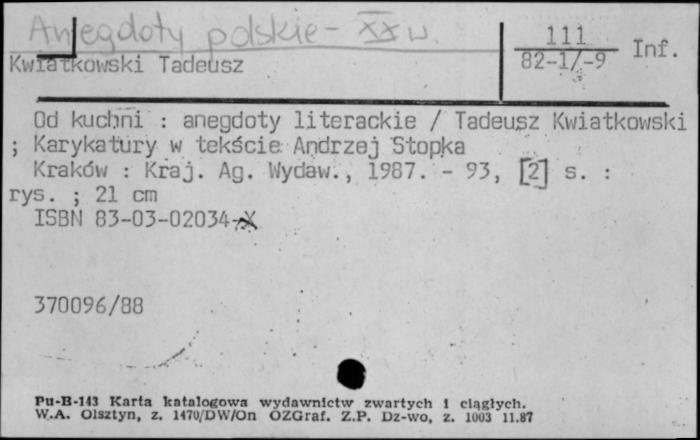 Anegdoty polskie - XX w.
111
82-1/-9 Inf.
Kwiatkowski Tadeusz
Od kuchni : anegdoty literackie / Tadeusz Kwiatkowski
; Karykatury w tekście Andrzej Stopka
Kraków : Kraj. Ag. Wydaw., 1987. - 93, [2] s. :
rys. ; 21 cm
ISBN 83-03-02034-X
370096/88
Pu-B-143 Karta katalogowa wydawnictw zwartych i ciągłych.
W.A. Olsztyn, z. 1470/DW/On OZGraf. Z.P. Dz-wo, z. 1003 11.87